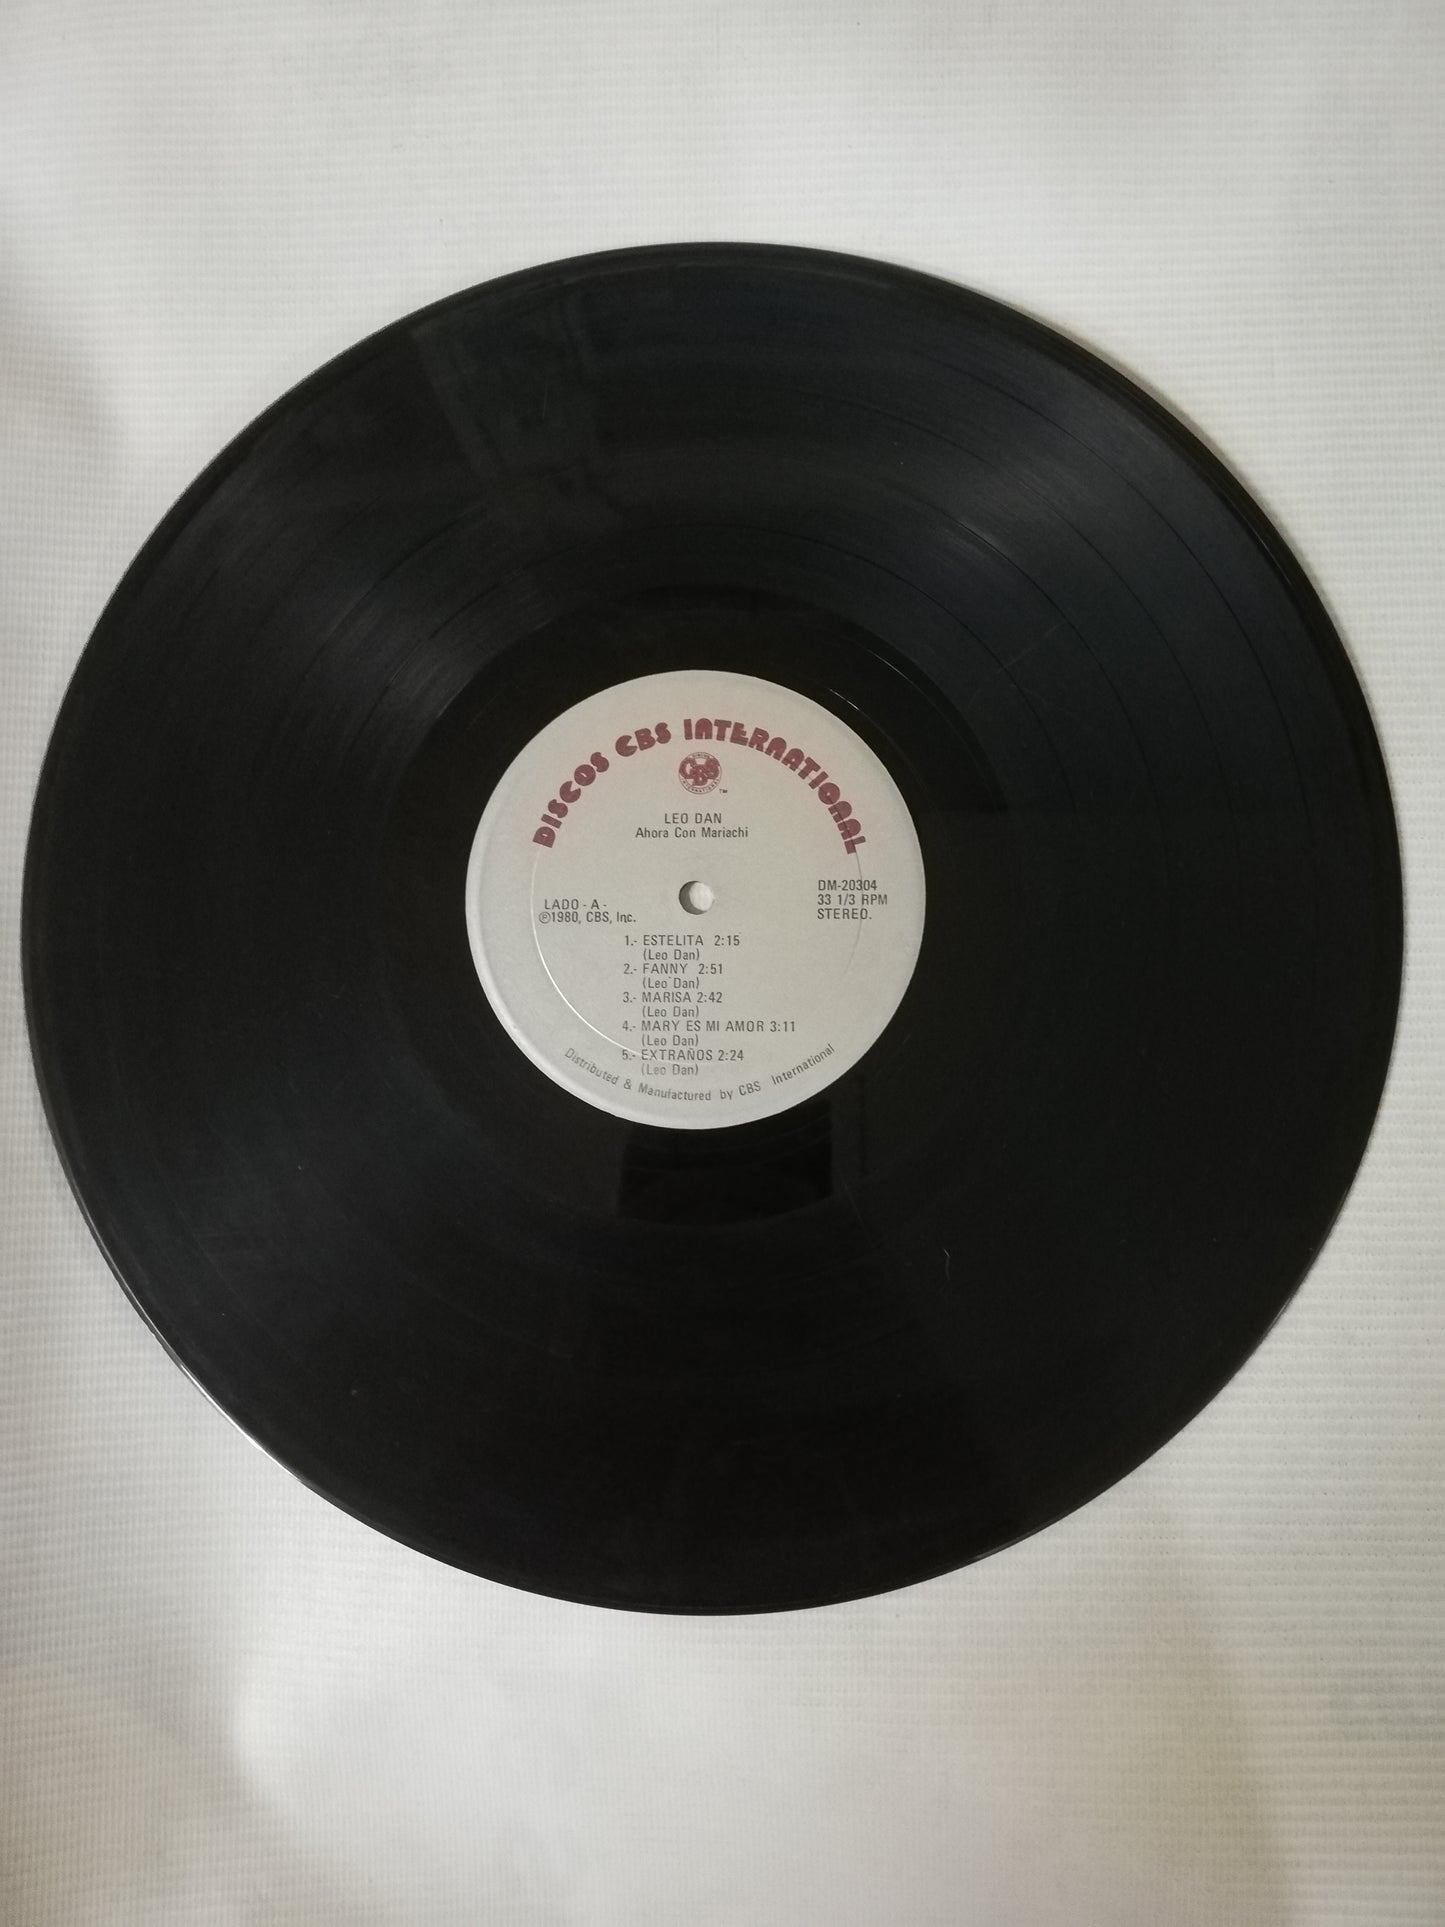 DISCOS CBS INTERNATIONAL
CBS
INTERNATIONAL
TM
LEO DAN
Ahora Con Mariachi
LADO - A -
℗1980, CBS, Inc.
DM-20304
33 1/3 RPM
STEREO.
1.- ESTELITA 2:15
(Leo Dan)
2.- FANNY 2:51
(Leo Dan)
3.- MARISA 2:42
(Leo Dan)
4.- MARY ES MI AMOR 3:11
(Leo Dan)
5.- EXTRAÑOS 2:24
(Leo Dan)
Distributed & Manufactured by CBS International